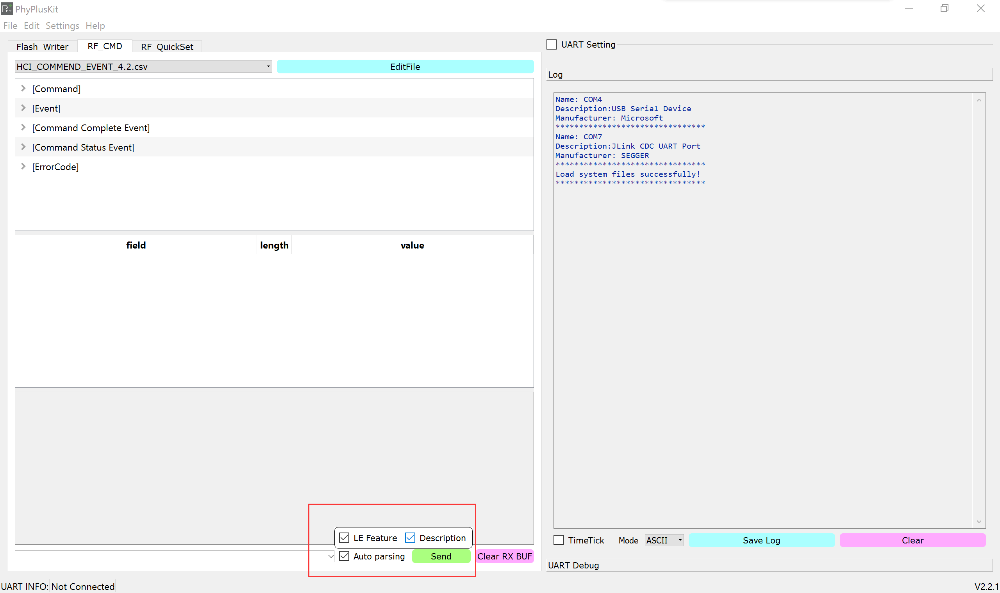 PhyPlusKit
File Edit Settings Help
Flash_Writer RF_CMD RF_QuickSet
HCI_COMMEND_EVENT_4.2.csv EditFile
[Command]
[Event]
[Command Complete Event]
[Command Status Event]
[ErrorCode]
field length value
LE Feature Description
Auto parsing Send Clear RX BUF
UART Setting
Log
Name: COM4
Description:USB Serial Device
Manufacturer: Microsoft
********************************
Name: COM7
Description:JLink CDC UART Port
Manufacturer: SEGGER
********************************
Load system files successfully!
********************************
TimeTick Mode ASCII Save Log Clear
UART Debug
UART INFO: Not Connected
V2.2.1